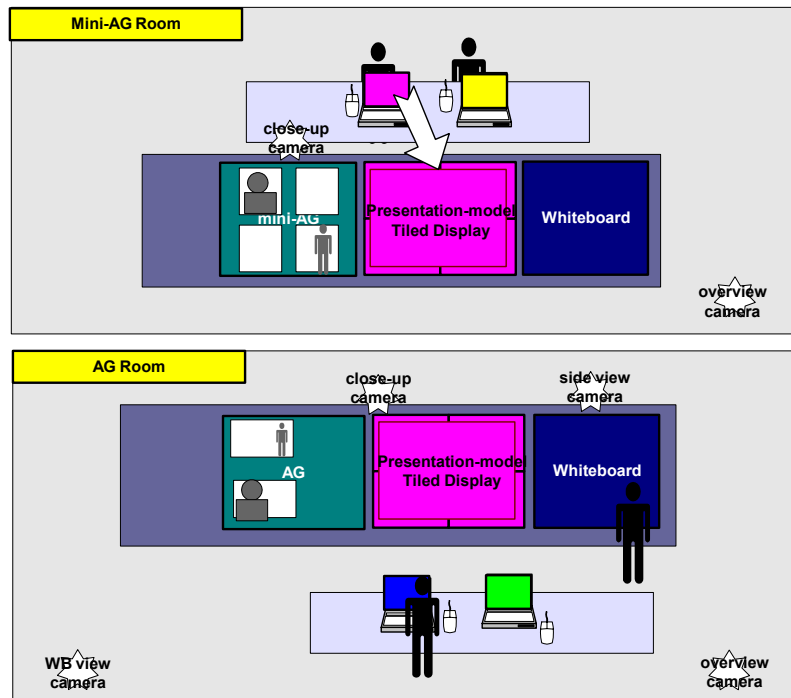 Mini-AG Room
close-up
camera
mini-AG
Presentation-model
Tiled Display
Whiteboard
overview
camera
AG Room
close-up
camera
side view
camera
AG
Presentation-model
Tiled Display
Whiteboard
WB view
camera
overview
camera